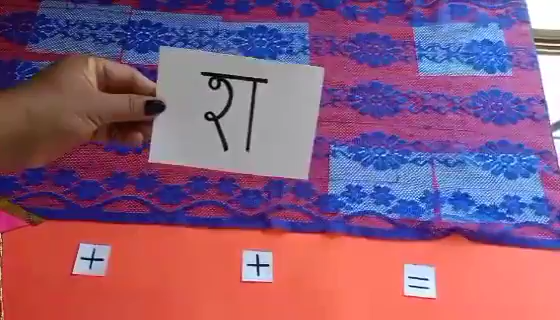 श
+ + =